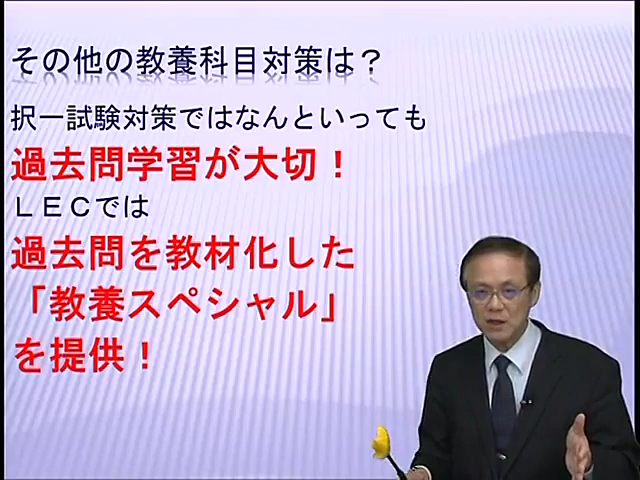 その他の教養科目対策は？
択一試験対策ではなんといっても
過去問学習が大切！
ＬＥＣでは
過去問を教材化した
「教養スペシャル」
を提供！